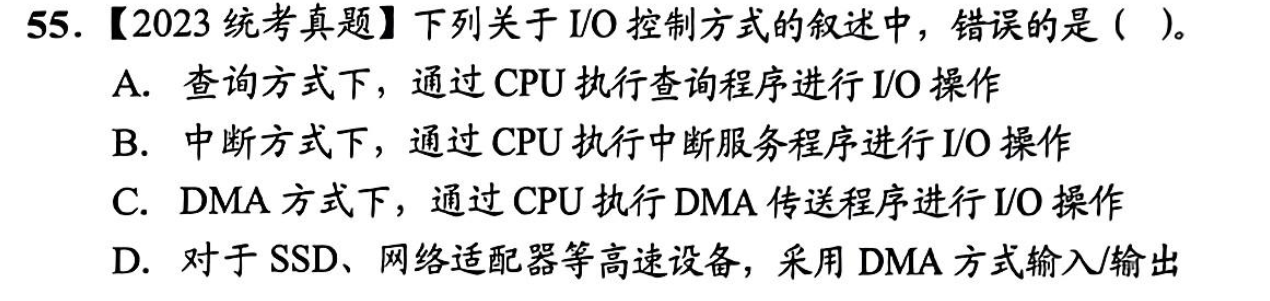 55.【2023 统考真题】下列关于 I/O 控制方式的叙述中，错误的是（　）。
A. 查询方式下，通过 CPU 执行查询程序进行 I/O 操作
B. 中断方式下，通过 CPU 执行中断服务程序进行 I/O 操作
C. DMA 方式下，通过 CPU 执行 DMA 传送程序进行 I/O 操作
D. 对于 SSD、网络适配器等高速设备，采用 DMA 方式输入/输出